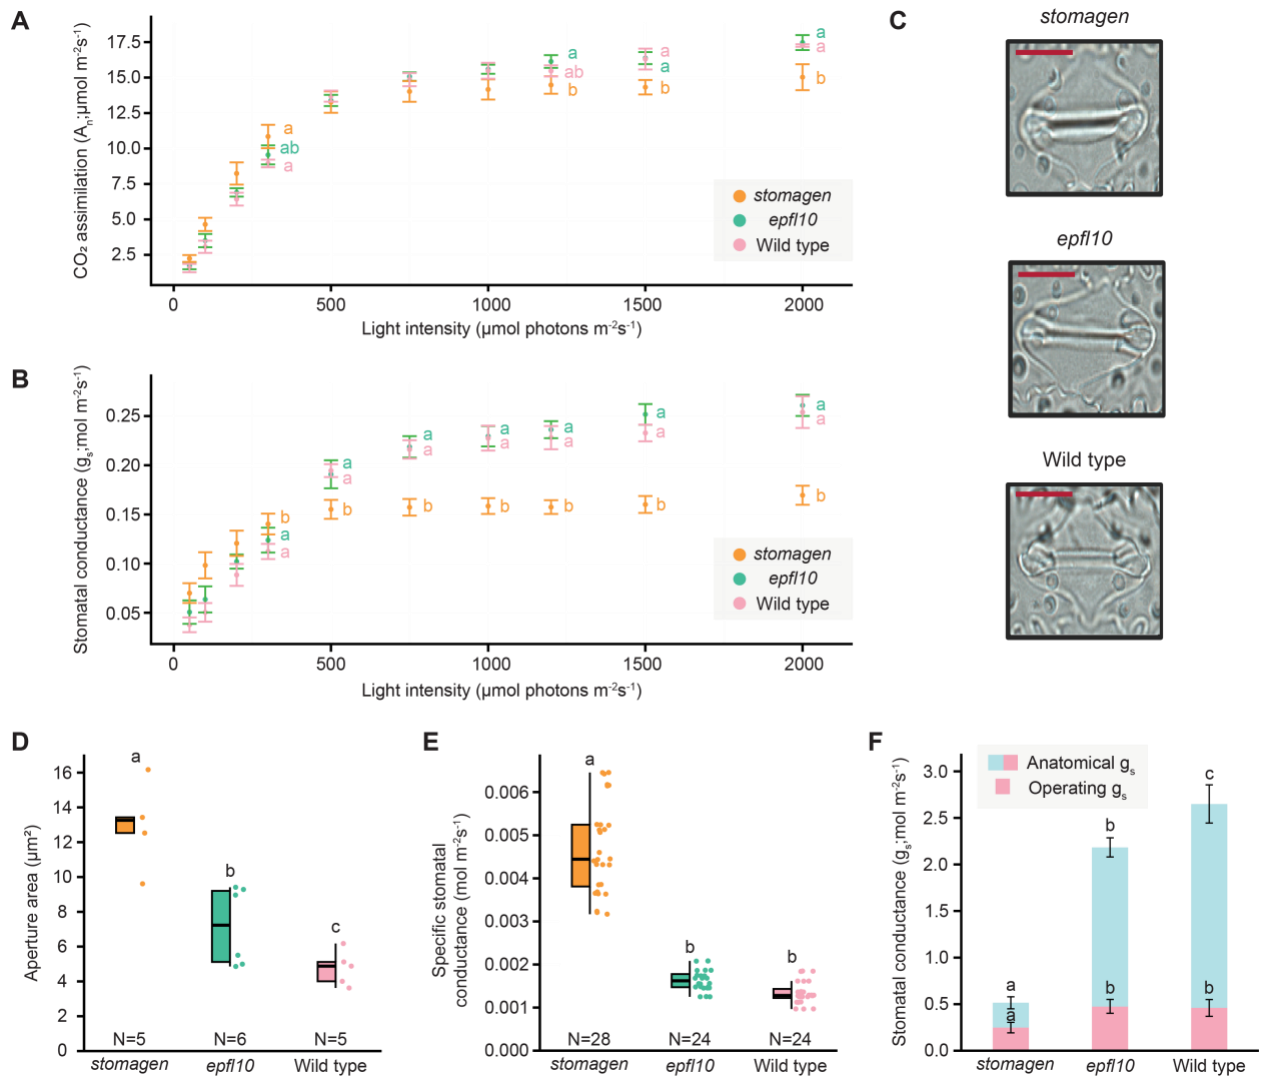 A
CO₂ assimilation (Aₙ;µmol m⁻²s⁻¹)
17.5
15.0
12.5
10.0
7.5
5.0
2.5
a
ab
a
a
ab
b
a
a
b
a
a
b
stomagen
epfl10
Wild type
0
500
1000
1500
2000
Light intensity (µmol photons m⁻²s⁻¹)
B
Stomatal conductance (gₛ;mol m⁻²s⁻¹)
0.25
0.20
0.15
0.10
0.05
b
a
a
a
a
b
a
a
b
a
a
b
a
a
b
a
a
b
a
a
b
stomagen
epfl10
Wild type
0
500
1000
1500
2000
Light intensity (µmol photons m⁻²s⁻¹)
C
stomagen
epfl10
Wild type
D
Aperture area (µm²)
16
14
12
10
8
6
4
2
0
a
b
c
N=5
N=6
N=5
stomagen
epfl10
Wild type
E
Specific stomatal
conductance (mol m⁻²s⁻¹)
0.006
0.005
0.004
0.003
0.002
0.001
0.000
a
b
b
N=28
N=24
N=24
stomagen
epfl10
Wild type
F
Stomatal conductance (gₛ;mol m⁻²s⁻¹)
3.0
2.5
2.0
1.5
1.0
0.5
0.0
Anatomical gₛ
Operating gₛ
a
a
b
b
c
b
stomagen
epfl10
Wild type